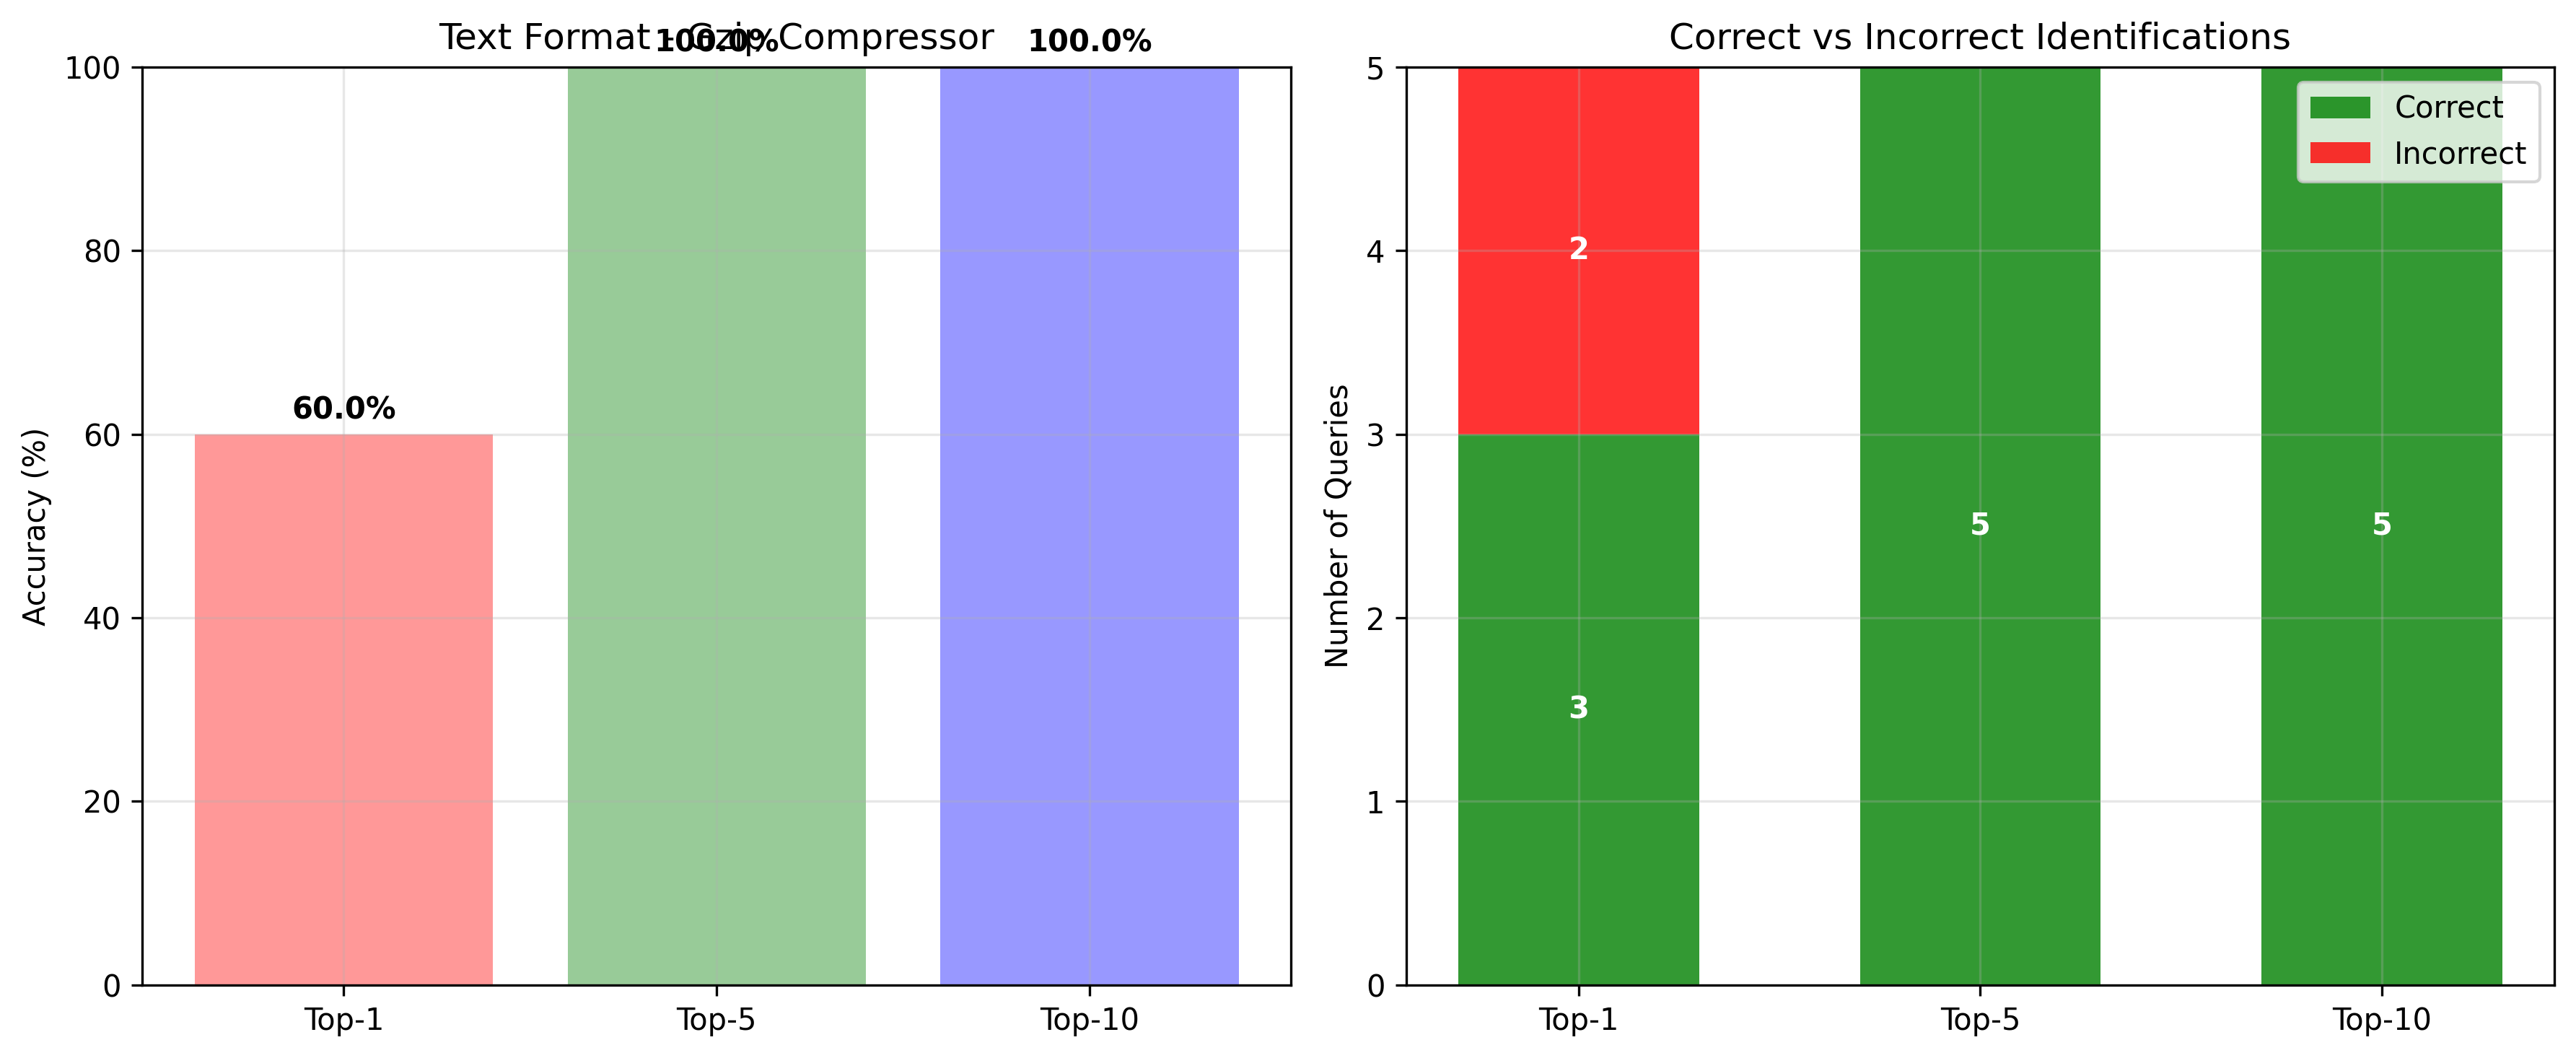 Text Format - Gzip Compressor
100.0%
100.0%
60.0%
Accuracy (%)
100
80
60
40
20
0
Top-1
Top-5
Top-10
Correct vs Incorrect Identifications
Number of Queries
5
4
3
2
1
0
Correct
Incorrect
2
3
5
5
Top-1
Top-5
Top-10